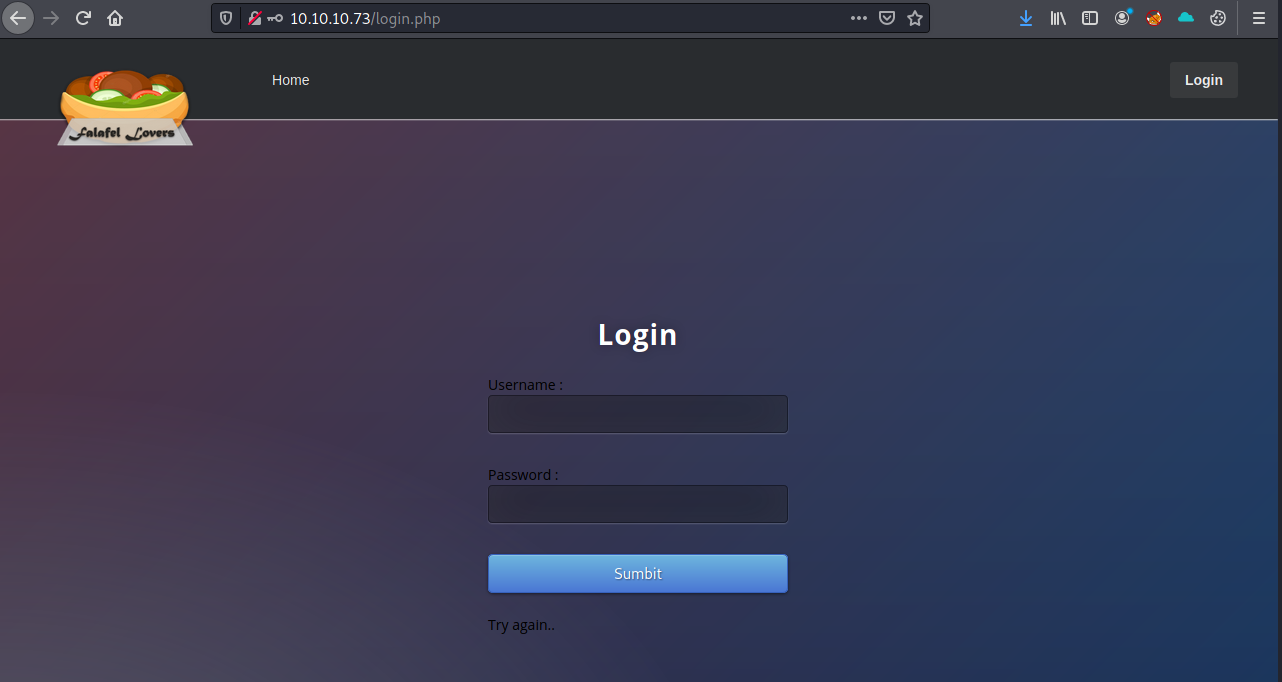 10.10.10.73/login.php
Home
Login
Falafel Lovers
Login
Username :
Password :
Sumbit
Try again..